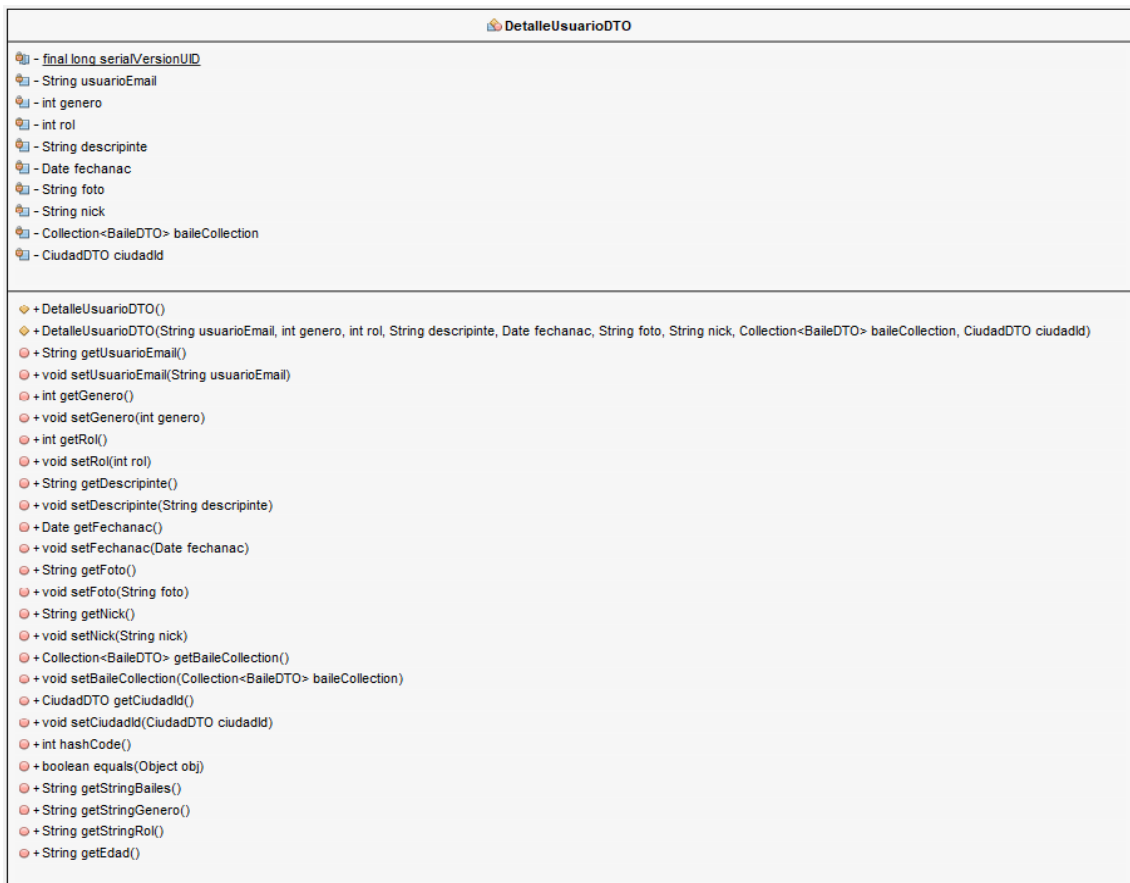 DetalleUsuarioDTO
- final long serialVersionUID
- String usuarioEmail
- int genero
- int rol
- String descripinte
- Date fechanac
- String foto
- String nick
- Collection<BaileDTO> baileCollection
- CiudadDTO ciudadId
+ DetalleUsuarioDTO()
+ DetalleUsuarioDTO(String usuarioEmail, int genero, int rol, String descripinte, Date fechanac, String foto, String nick, Collection<BaileDTO> baileCollection, CiudadDTO ciudadId)
+ String getUsuarioEmail()
+ void setUsuarioEmail(String usuarioEmail)
+ int getGenero()
+ void setGenero(int genero)
+ int getRol()
+ void setRol(int rol)
+ String getDescripinte()
+ void setDescripinte(String descripinte)
+ Date getFechanac()
+ void setFechanac(Date fechanac)
+ String getFoto()
+ void setFoto(String foto)
+ String getNick()
+ void setNick(String nick)
+ Collection<BaileDTO> getBaileCollection()
+ void setBaileCollection(Collection<BaileDTO> baileCollection)
+ CiudadDTO getCiudadId()
+ void setCiudadId(CiudadDTO ciudadId)
+ int hashCode()
+ boolean equals(Object obj)
+ String getStringBailes()
+ String getStringGenero()
+ String getStringRol()
+ String getEdad()